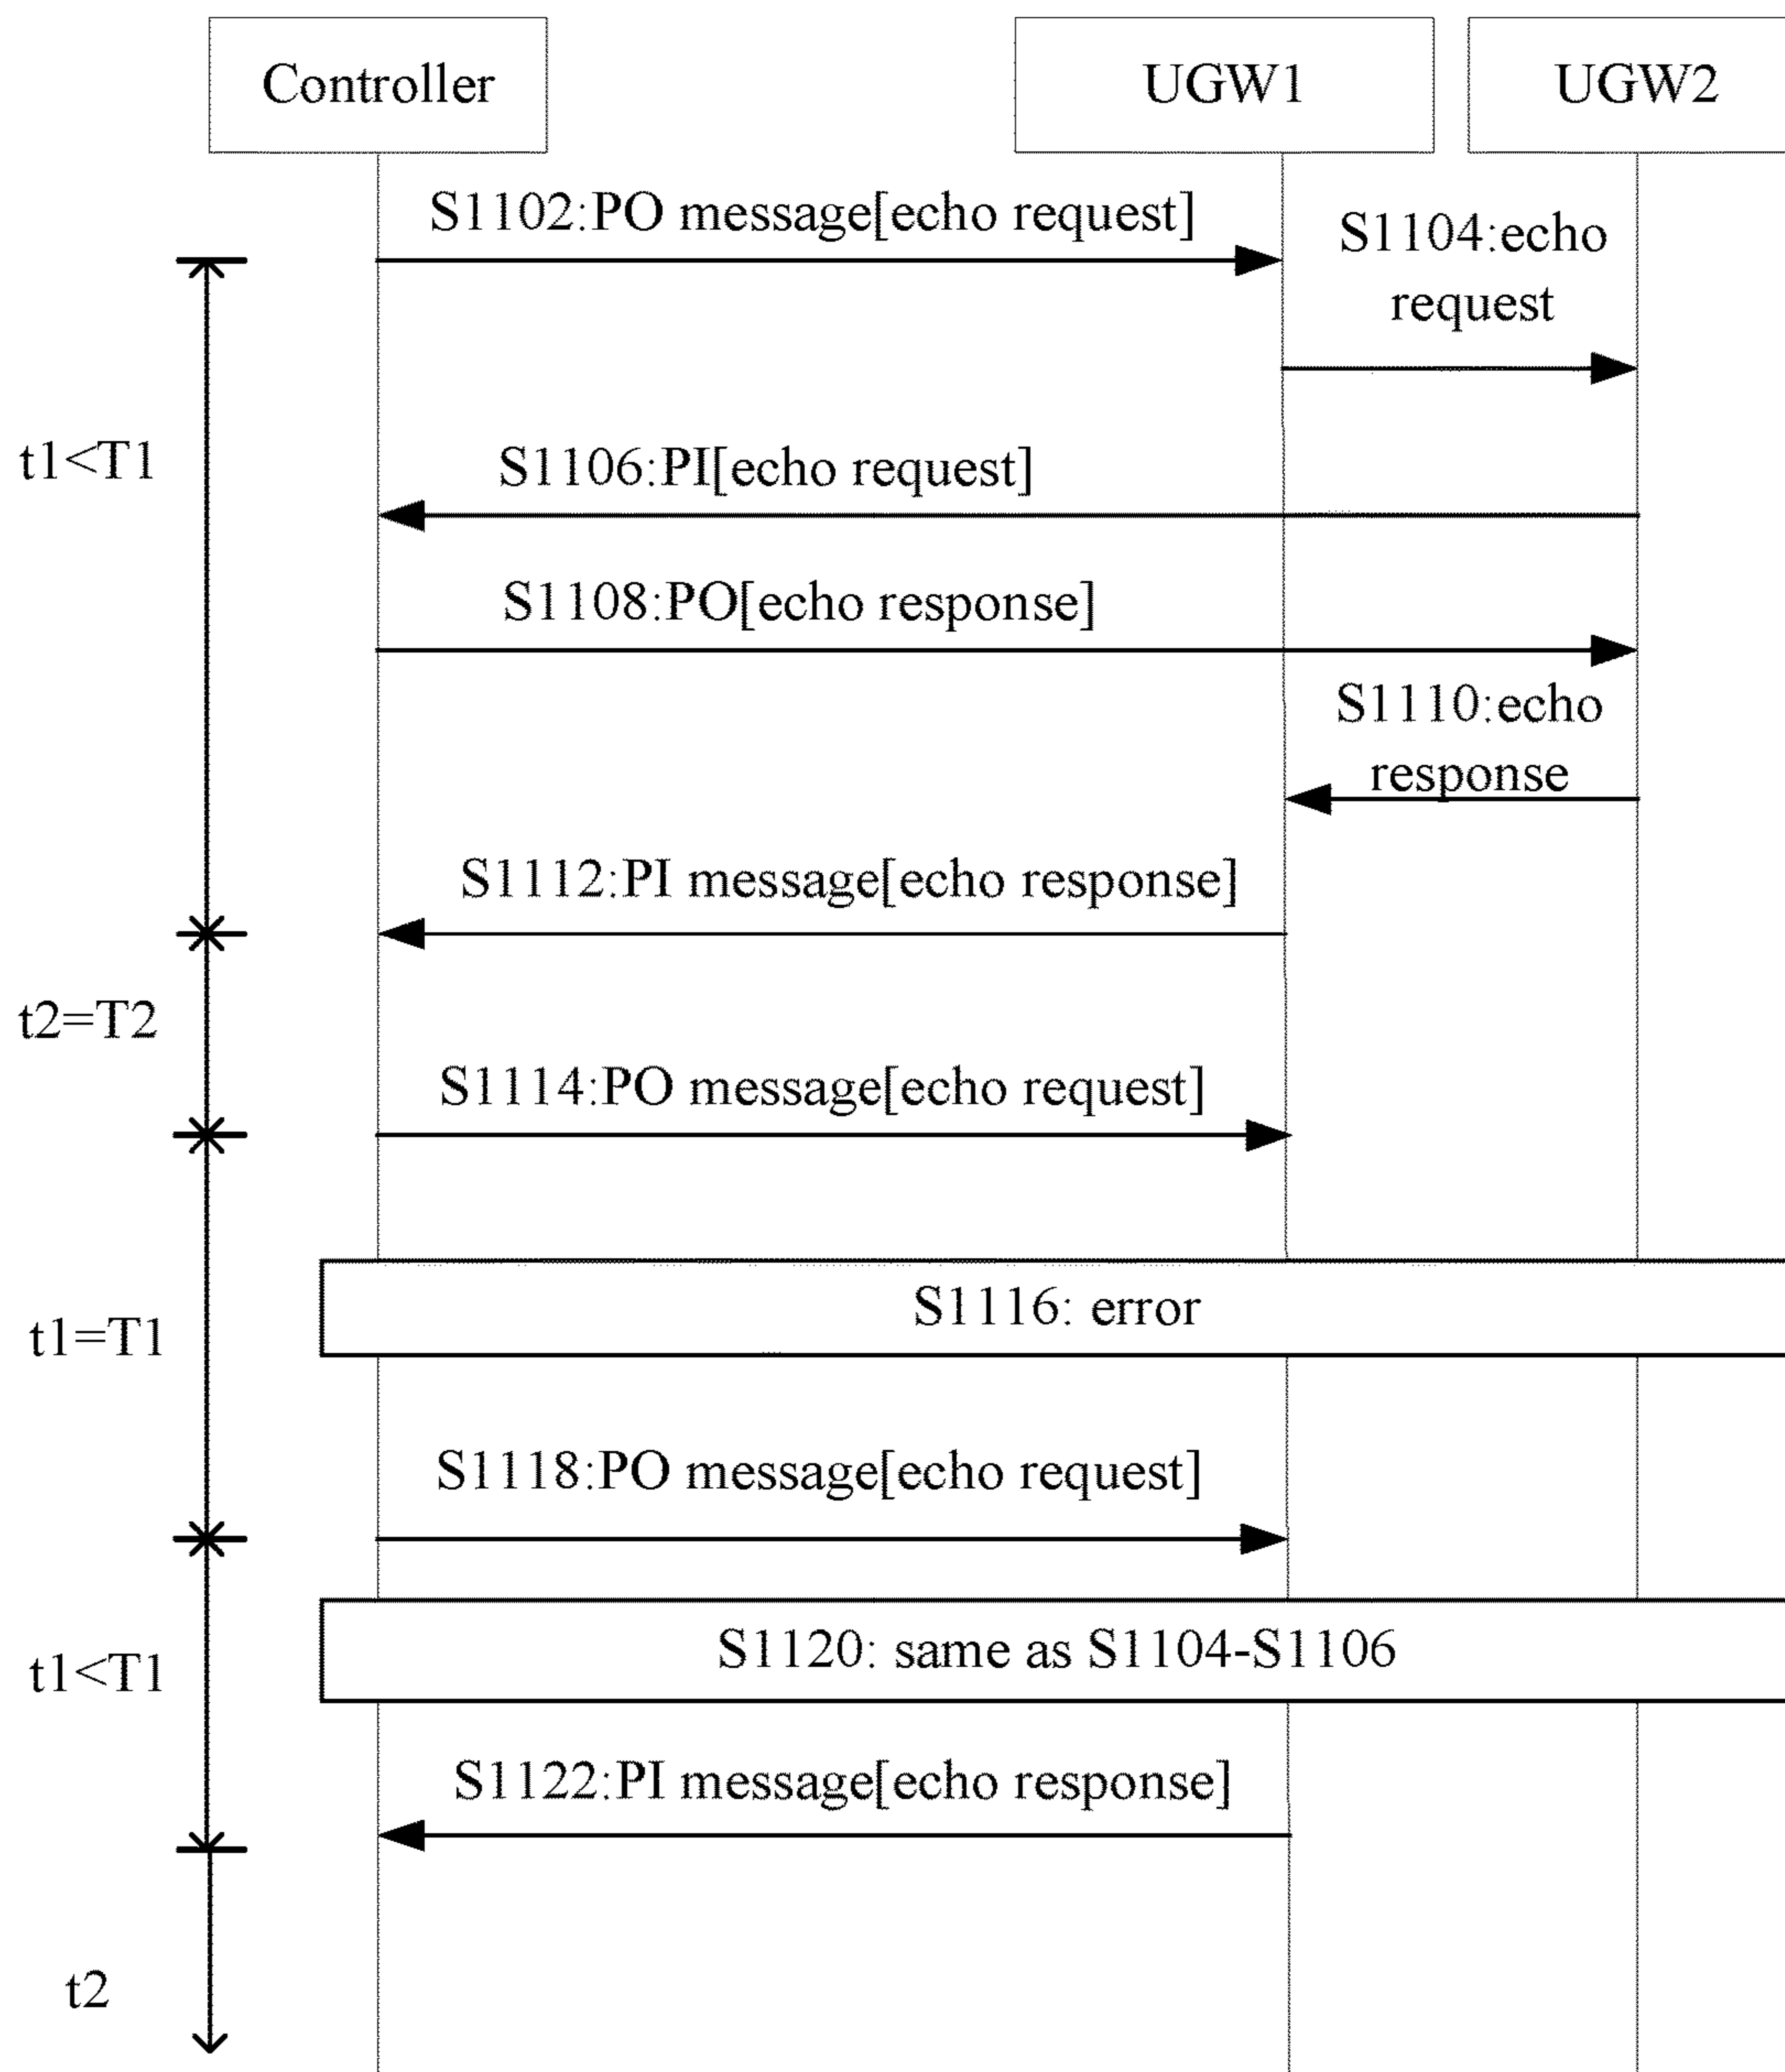 Controller
UGW1
UGW2
S1102:PO message[echo request]
S1104:echo
request
t1<T1
S1106:PI[echo request]
S1108:PO[echo response]
S1110:echo
response
S1112:PI message[echo response]
t2=T2
S1114:PO message[echo request]
S1116: error
t1=T1
S1118:PO message[echo request]
S1120: same as S1104-S1106
t1<T1
S1122:PI message[echo response]
t2